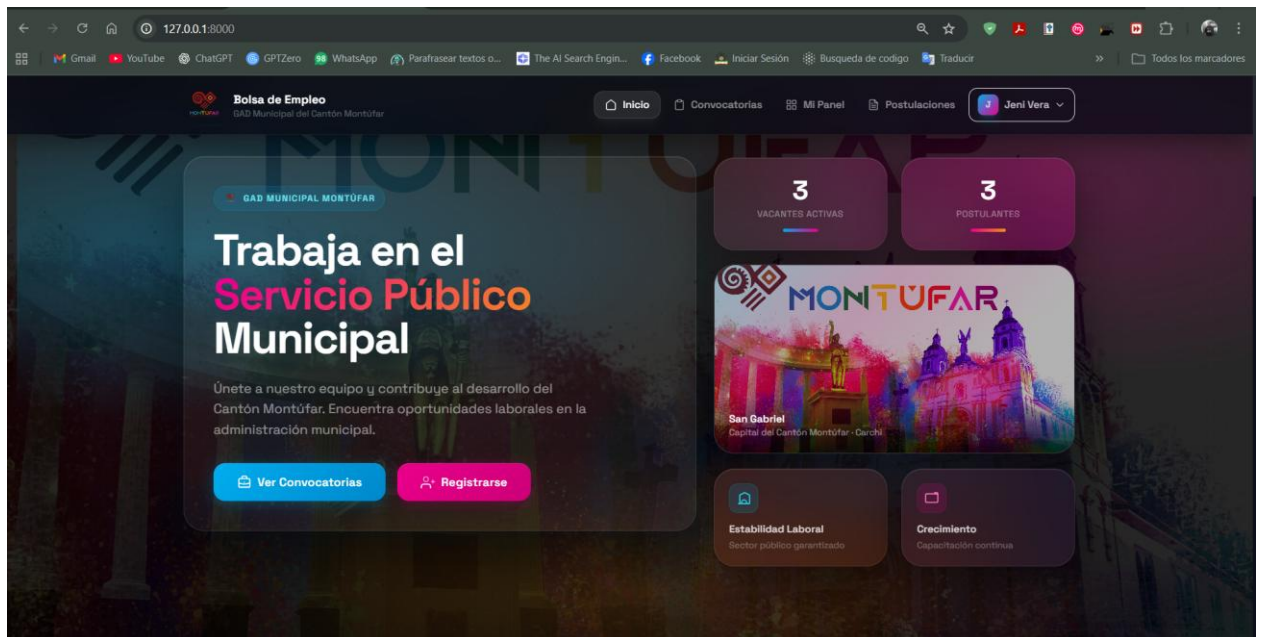 127.0.0.1:8000
Gmail
YouTube
ChatGPT
GPTZero
98
WhatsApp
Parafrasear textos o...
The AI Search Engin...
Facebook
Iniciar Sesión
Busqueda de codigo
Traducir
»
Todos los marcadores
MONTÚFAR
Bolsa de Empleo
GAD Municipal del Cantón Montúfar
Inicio
Convocatorias
Mi Panel
Postulaciones
J
Jeni Vera
MONTÚFAR
GAD MUNICIPAL MONTÚFAR
Trabaja en el
Servicio Público
Municipal
Únete a nuestro equipo y contribuye al desarrollo del
Cantón Montúfar. Encuentra oportunidades laborales en la
administración municipal.
Ver Convocatorias
Registrarse
3
VACANTES ACTIVAS
3
POSTULANTES
MONTÚFAR
San Gabriel
Capital del Cantón Montúfar · Carchi
Estabilidad Laboral
Sector público garantizado
Crecimiento
Capacitación continua